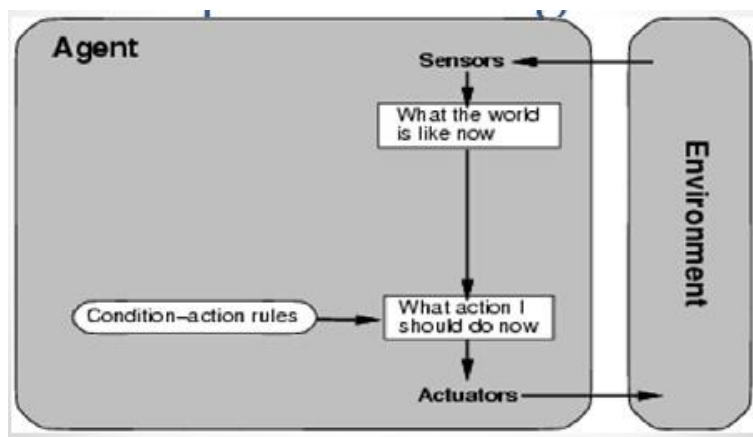 Agent
Sensors
What the world
is like now
Environment
Condition–action rules
What action I
should do now
Actuators